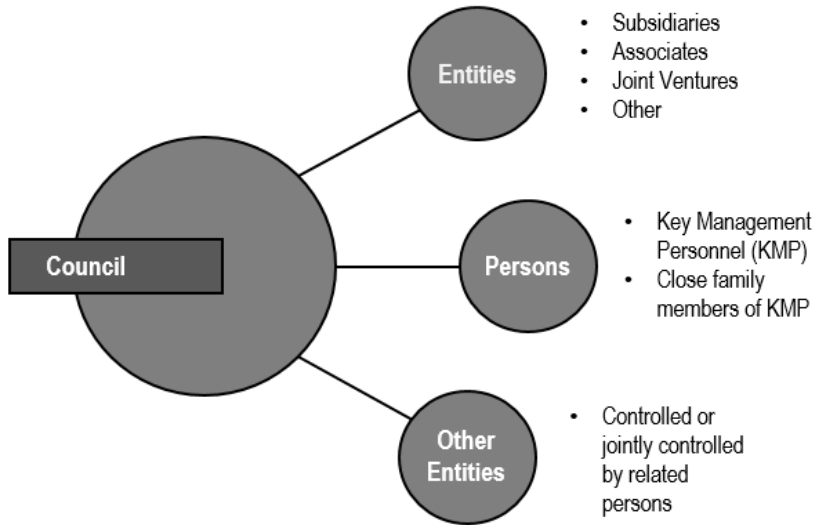 Entities
• Subsidiaries
• Associates
• Joint Ventures
• Other
Council
Persons
• Key Management
Personnel (KMP)
• Close family
members of KMP
Other
Entities
• Controlled or
jointly controlled
by related
persons